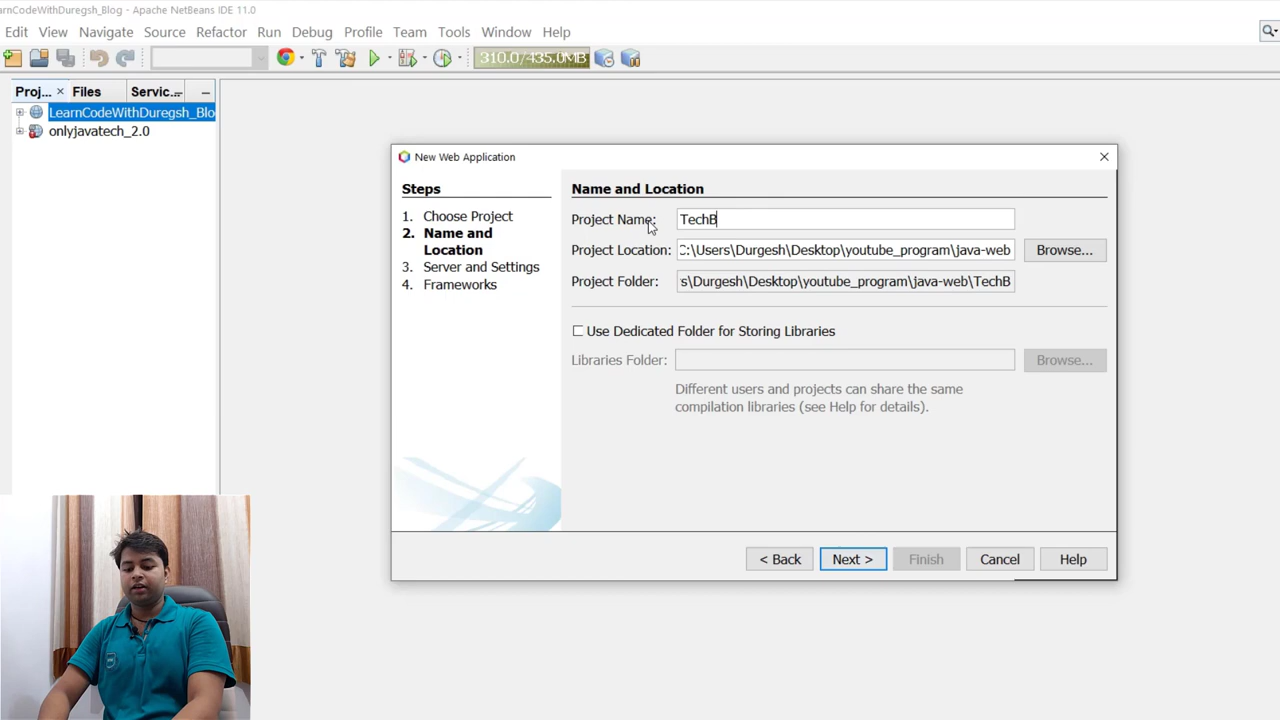 arnCodeWithDuregsh_Blog - Apache NetBeans IDE 11.0
Edit View Navigate Source Refactor Run Debug Profile Team Tools Window Help
310.0/435.0MB
Proj... × Files Servic...
LearnCodeWithDuregsh_Blo
onlyjavatech_2.0
New Web Application
Steps
1. Choose Project
2. Name and
Location
3. Server and Settings
4. Frameworks
Name and Location
Project Name: TechB
Project Location: C:\Users\Durgesh\Desktop\youtube_program\java-web Browse...
Project Folder: s\Durgesh\Desktop\youtube_program\java-web\TechB
Use Dedicated Folder for Storing Libraries
Libraries Folder: Browse...
Different users and projects can share the same
compilation libraries (see Help for details).
< Back Next > Finish Cancel Help